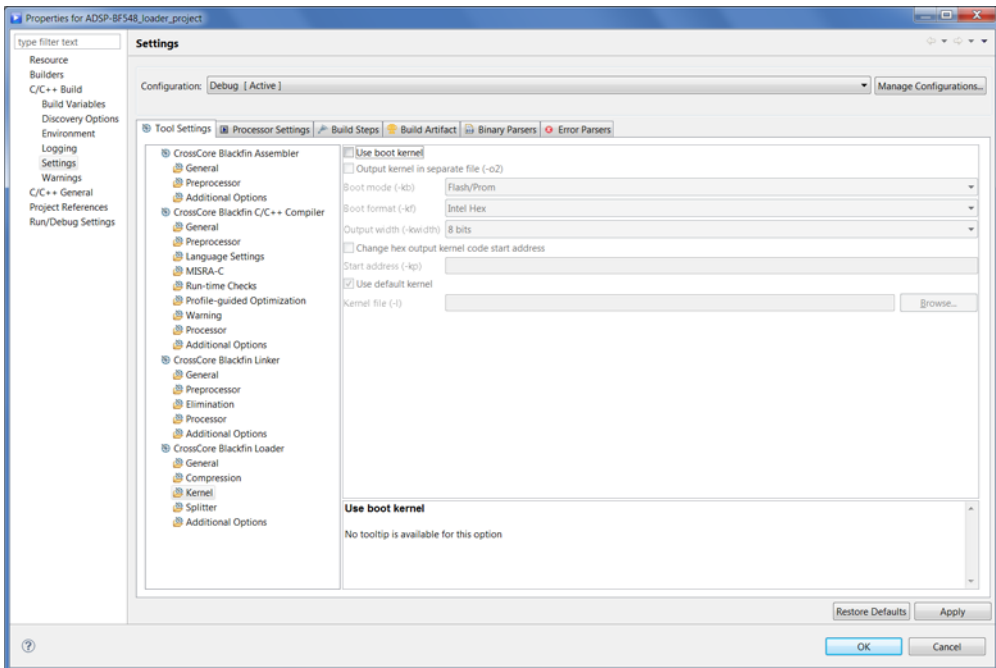 Properties for ADSP-BF548_loader_project
type filter text
Resource
Builders
C/C++ Build
Build Variables
Discovery Options
Environment
Logging
Settings
Warnings
C/C++ General
Project References
Run/Debug Settings
Settings
Configuration: Debug [ Active ]
Manage Configurations...
Tool Settings Processor Settings Build Steps Build Artifact Binary Parsers Error Parsers
CrossCore Blackfin Assembler
General
Preprocessor
Additional Options
CrossCore Blackfin C/C++ Compiler
General
Preprocessor
Language Settings
MISRA-C
Run-time Checks
Profile-guided Optimization
Warning
Processor
Additional Options
CrossCore Blackfin Linker
General
Preprocessor
Elimination
Processor
Additional Options
CrossCore Blackfin Loader
General
Compression
Kernel
Splitter
Additional Options
Use boot kernel
Output kernel in separate file (-o2)
Boot mode (-kb) Flash/Prom
Boot format (-kf) Intel Hex
Output width (-kwidth) 8 bits
Change hex output kernel code start address
Start address (-kp)
Use default kernel
Kernel file (-l) Browse...
Use boot kernel
No tooltip is available for this option
Restore Defaults Apply
OK Cancel